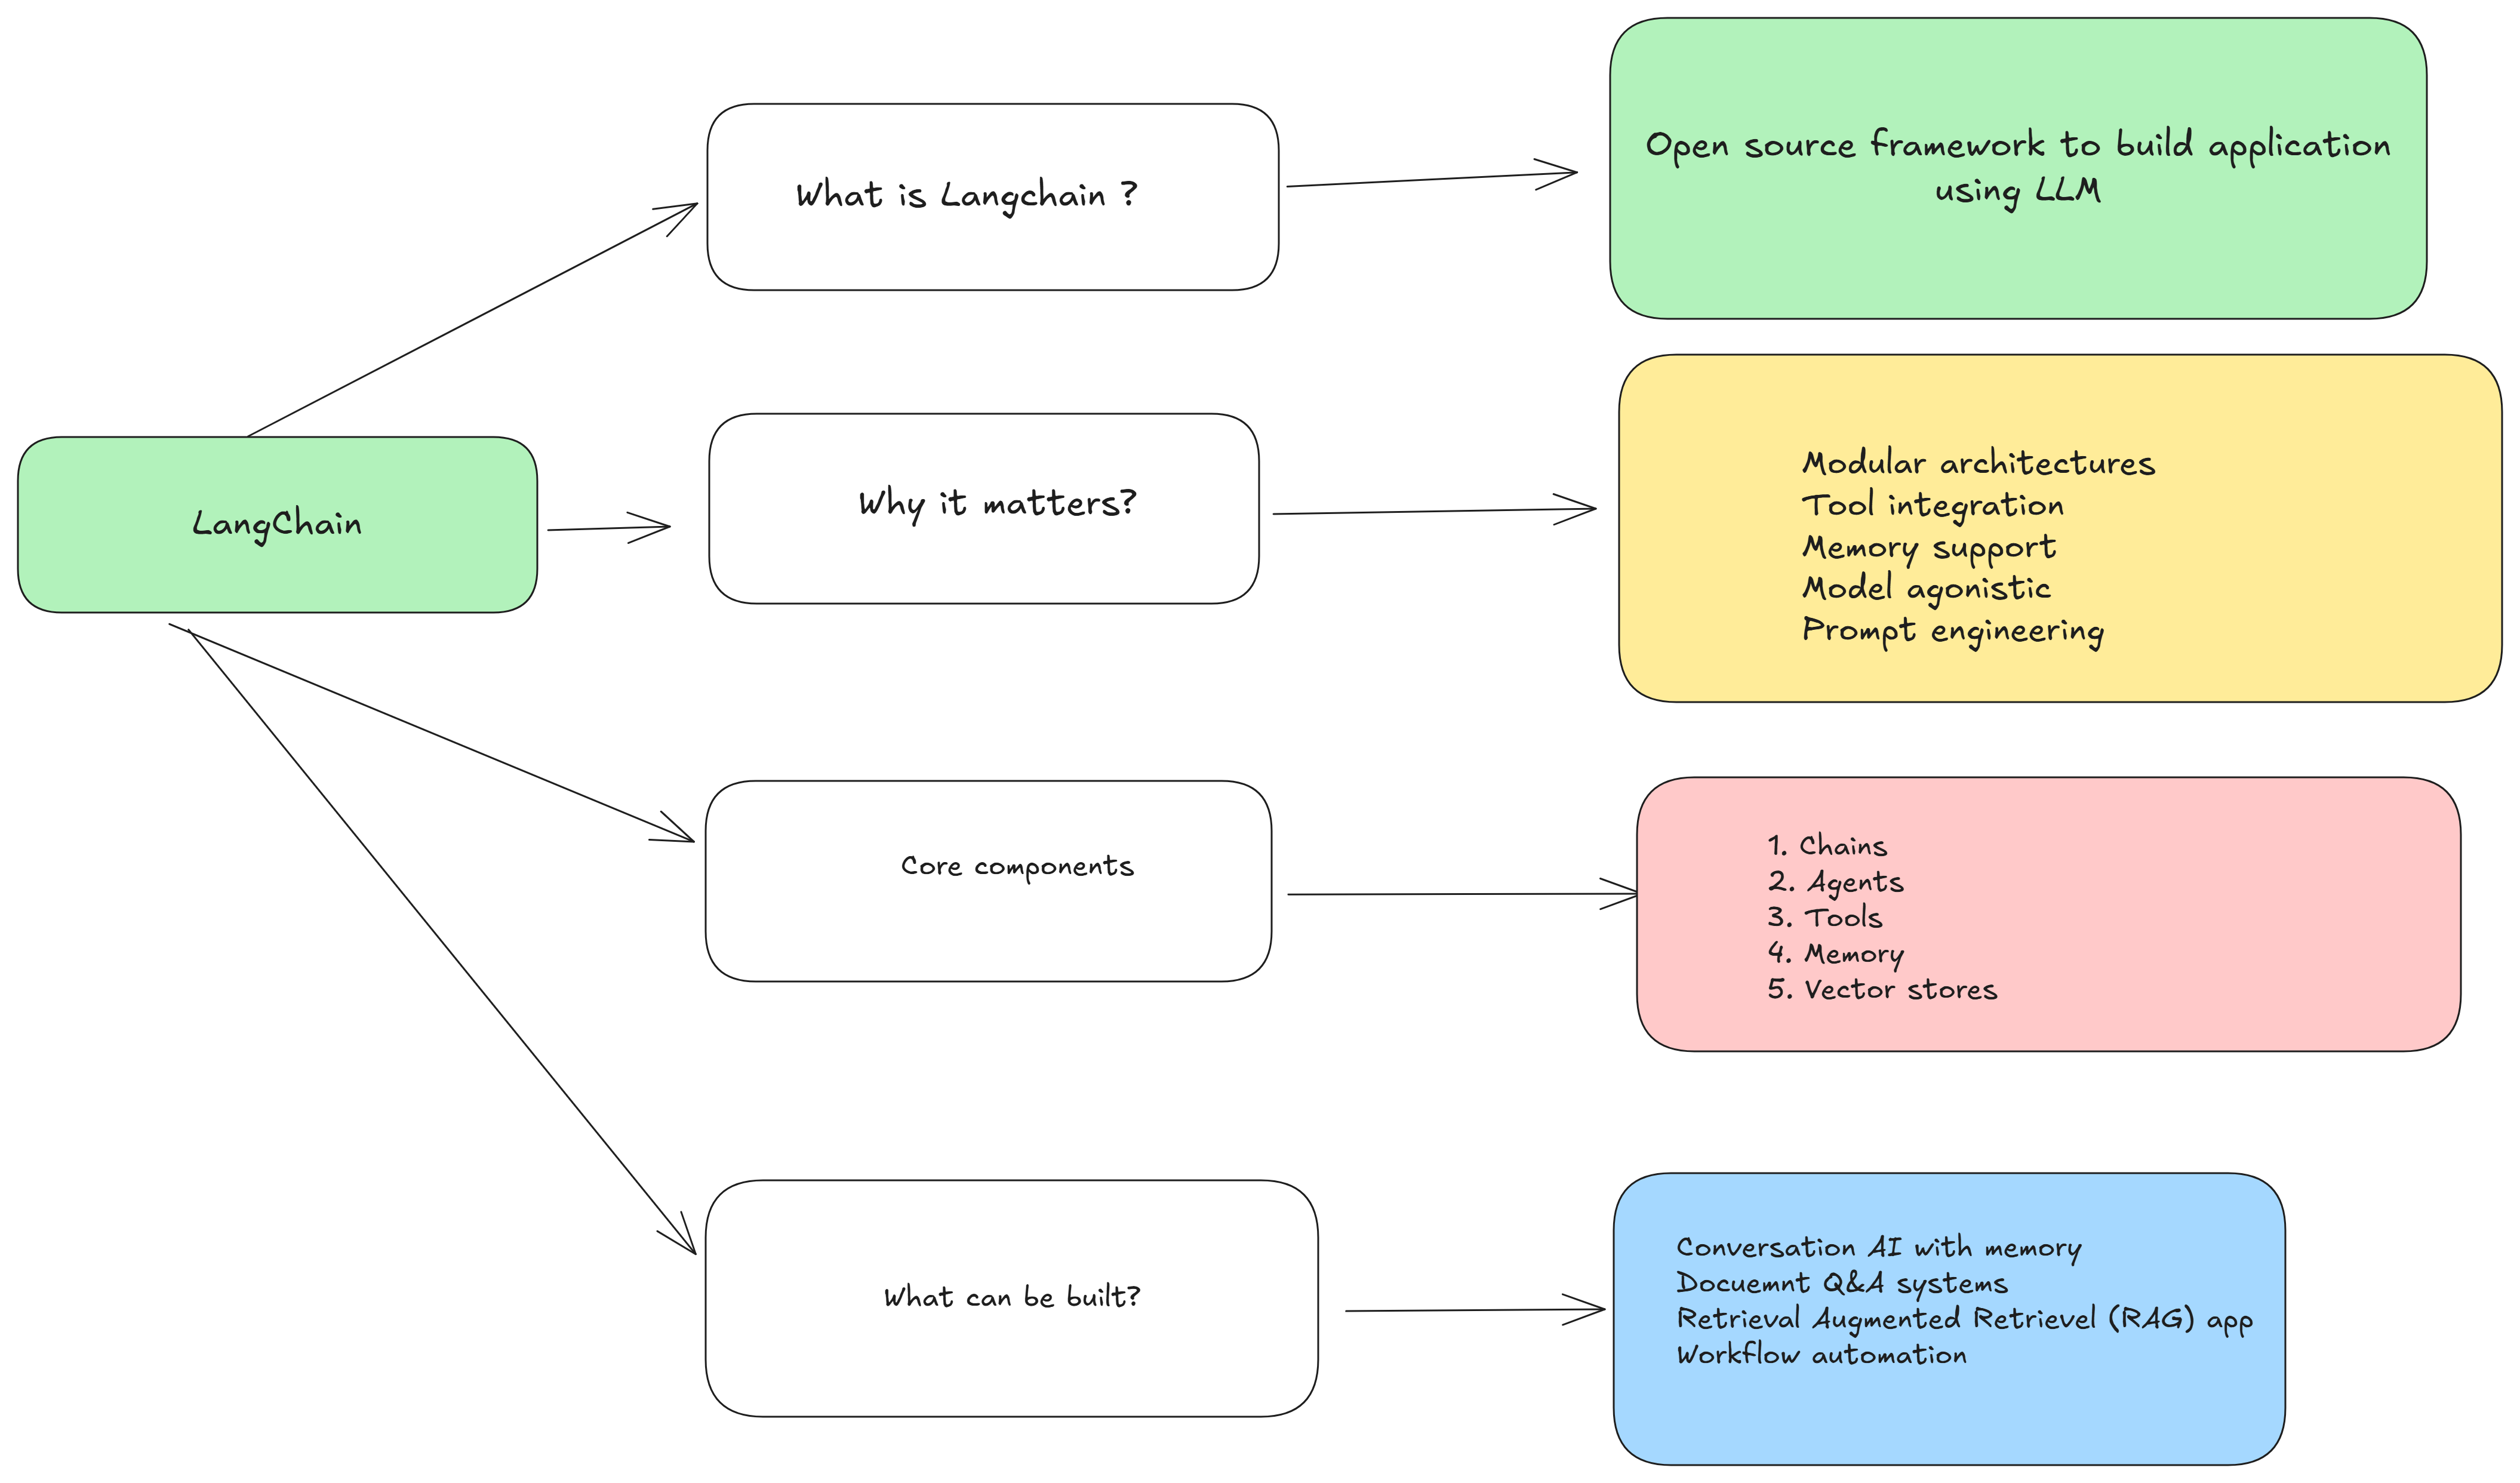 What is Langchain ?
Open source framework to build application
using LLM
LangChain
Why it matters?
Modular architectures
Tool integration
Memory support
Model agonistic
Prompt engineering
Core components
1. Chains
2. Agents
3. Tools
4. Memory
5. Vector stores
What can be built?
Conversation AI with memory
Docuemnt Q&A systems
Retrieval Augmented Retrievel (RAG) app
Workflow automation